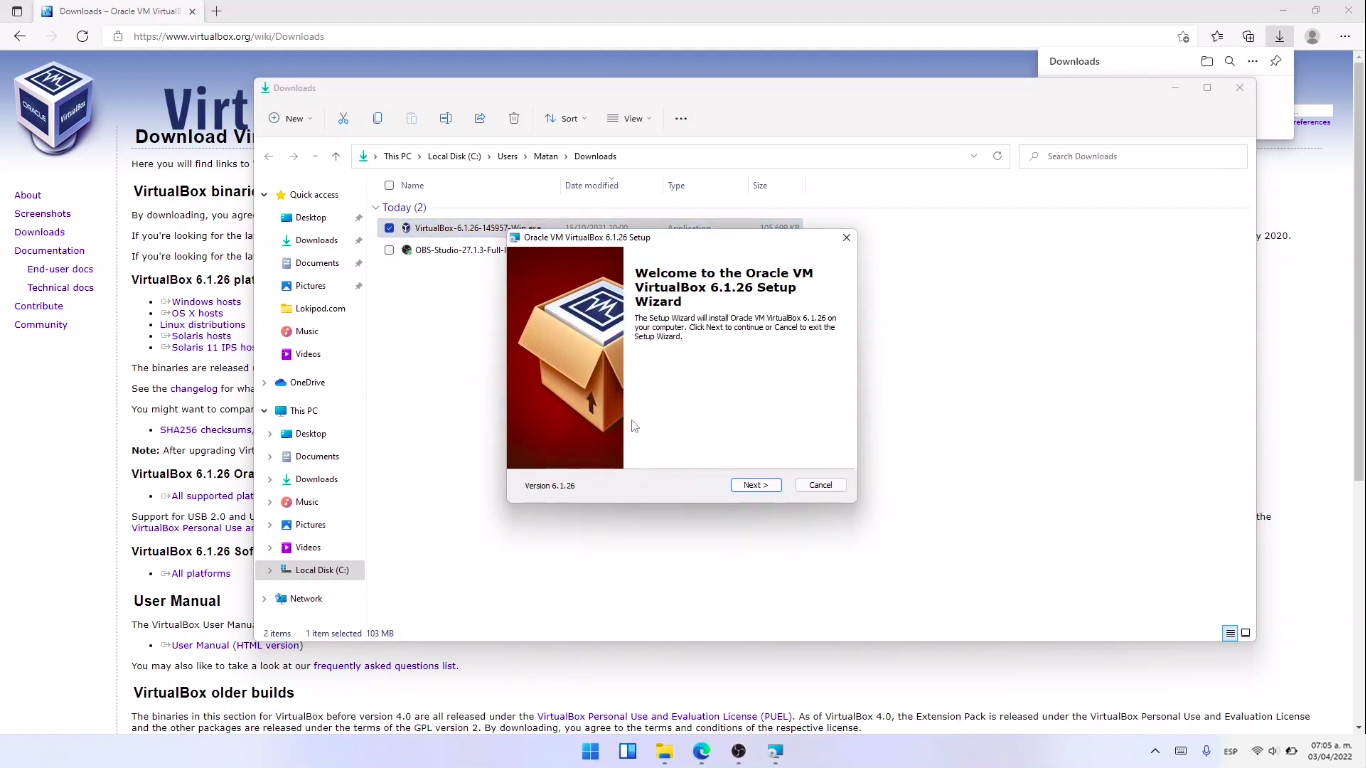 Downloads – Oracle VM VirtualB
https://www.virtualbox.org/wiki/Downloads
Downloads
ORACLE
Virt
Download Vi
Here you will find links to
About
Screenshots
Downloads
Documentation
End-user docs
Technical docs
Contribute
Community
VirtualBox binarie
By downloading, you agree
If you're looking for the la
y 2020.
If you're looking for the la
VirtualBox 6.1.26 plat
Windows hosts
OS X hosts
Linux distributions
Solaris hosts
Solaris 11 IPS hos
The binaries are released
See the changelog for wha
You might want to compar
SHA256 checksums,
Note: After upgrading Virt
VirtualBox 6.1.26 Ora
All supported plat
Support for USB 2.0 and U
the
VirtualBox Personal Use an
VirtualBox 6.1.26 Sof
All platforms
User Manual
The VirtualBox User Manua
User Manual (HTML version)
You may also like to take a look at our frequently asked questions list.
VirtualBox older builds
The binaries in this section for VirtualBox before version 4.0 are all released under the VirtualBox Personal Use and Evaluation License (PUEL). As of VirtualBox 4.0, the Extension Pack is released under the VirtualBox Personal Use and Evaluation License
and the other packages are released under the terms of the GPL version 2. By downloading, you agree to the terms and conditions of the respective license.
references
Downloads
New
Sort
View
This PC
Local Disk (C:)
Users
Matan
Downloads
Search Downloads
Name
Date modified
Type
Size
Today (2)
VirtualBox-6.1.26-145957-Win.exe
15/10/2021 10:00
Application
105,699 KB
OBS-Studio-27.1.3-Full-I
Quick access
Desktop
Downloads
Documents
Pictures
Lokipod.com
Music
Videos
OneDrive
This PC
Desktop
Documents
Downloads
Music
Pictures
Videos
Local Disk (C:)
Network
2 items
1 item selected 103 MB
Oracle VM VirtualBox 6.1.26 Setup
Welcome to the Oracle VM
VirtualBox 6.1.26 Setup
Wizard
The Setup Wizard will install Oracle VM VirtualBox 6.1.26 on
your computer. Click Next to continue or Cancel to exit the
Setup Wizard.
Version 6.1.26
Next >
Cancel
ESP
07:05 a. m.
03/04/2022